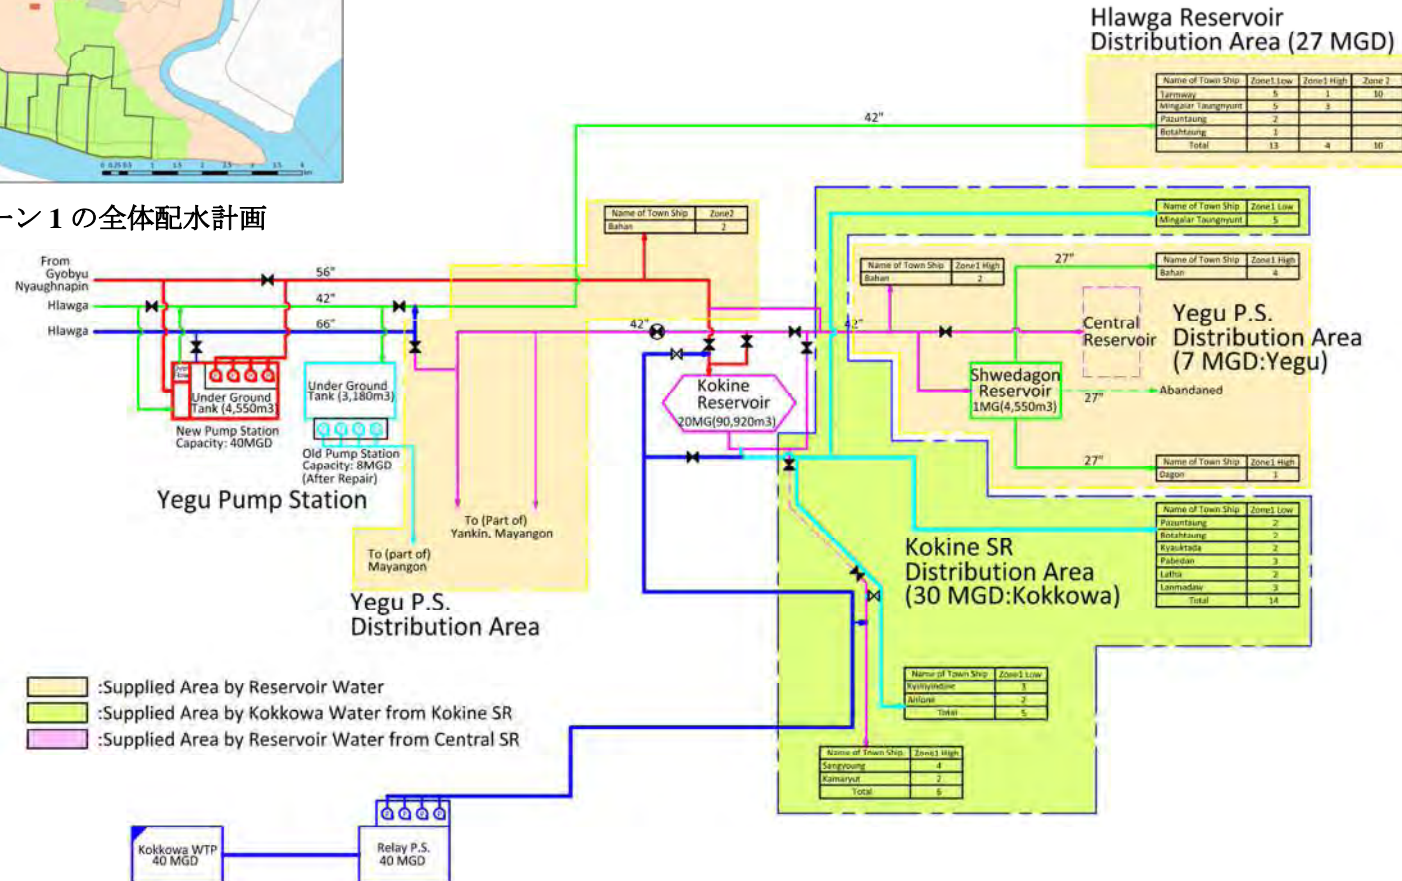 Hlawga Reservoir
Distribution Area (27 MGD)
Name of Town Ship Zone1 Low Zone1 High Zone 2
Tarmway 5 1 10
Mingalar Taungnyunt 5 3
Pazuntaung 2
Botahtaung 1
Total 13 4 10
42"
ーン 1 の全体配水計画
Name of Town Ship Zone2
Bahan 2
Name of Town Ship Zone1 Low
Mingalar Taungnyunt 5
From
Gyobyu
Nyaughnapin
56"
Hlawga
42"
Hlawga
66"
42"
42"
Name of Town Ship Zone1 High
Bahan 2
27"
Name of Town Ship Zone1 High
Bahan 4
Central
Reservoir
Yegu P.S.
Distribution Area
(7 MGD:Yegu)
Under Ground
Tank (4,550m3)
New Pump Station
Capacity: 40MGD
Under Ground
Tank (3,180m3)
Old Pump Station
Capacity: 8MGD
(After Repair)
Yegu Pump Station
Kokine
Reservoir
20MG(90,920m3)
Shwedagon
Reservoir
1MG(4,550m3)
27"
Abandaned
27"
Name of Town Ship Zone1 High
Dagon 1
To (Part of)
Yankin. Mayangon
To (part of)
Mayangon
Yegu P.S.
Distribution Area
Kokine SR
Distribution Area
(30 MGD:Kokkowa)
Name of Town Ship Zone1 Low
Pazuntaung 2
Botahtaung 2
Kyauktada 2
Pabedan 3
Latha 2
Lanmadaw 3
Total 14
Name of Town Ship Zone1 Low
Kyimyindine 3
Ahlone 2
Total 5
Name of Town Ship Zone1 High
Sangyoung 4
Kamaryut 2
Total 6
:Supplied Area by Reservoir Water
:Supplied Area by Kokkowa Water from Kokine SR
:Supplied Area by Reservoir Water from Central SR
Kokkowa WTP
40 MGD
Relay P.S.
40 MGD